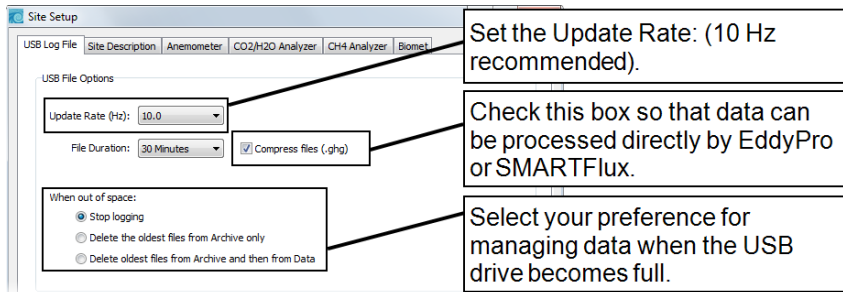 Site Setup
USB Log File Site Description Anemometer CO2/H2O Analyzer CH4 Analyzer Biomet
USB File Options
Update Rate (Hz): 10.0
File Duration: 30 Minutes Compress files (.ghg)
When out of space:
Stop logging
Delete the oldest files from Archive only
Delete oldest files from Archive and then from Data
Set the Update Rate: (10 Hz
recommended).
Check this box so that data can
be processed directly by EddyPro
or SMARTFlux.
Select your preference for
managing data when the USB
drive becomes full.